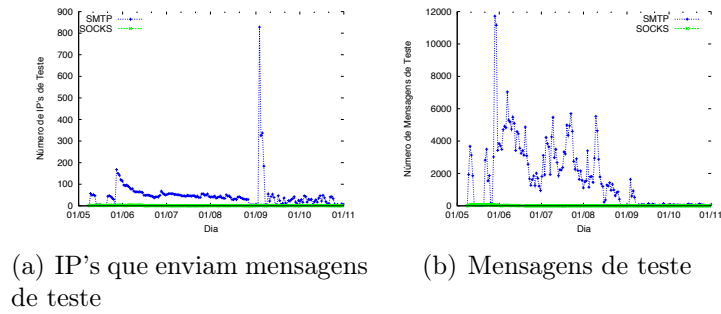 900
800
700
600
500
400
300
200
100
0
Número de IP's de Teste
SMTP
SOCKS
01/05 01/06 01/07 01/08 01/09 01/10 01/11
Dia
(a) IP's que enviam mensagens
de teste
12000
10000
8000
6000
4000
2000
0
Número de Mensagens de Teste
SMTP
SOCKS
01/05 01/06 01/07 01/08 01/09 01/10 01/11
Dia
(b) Mensagens de teste